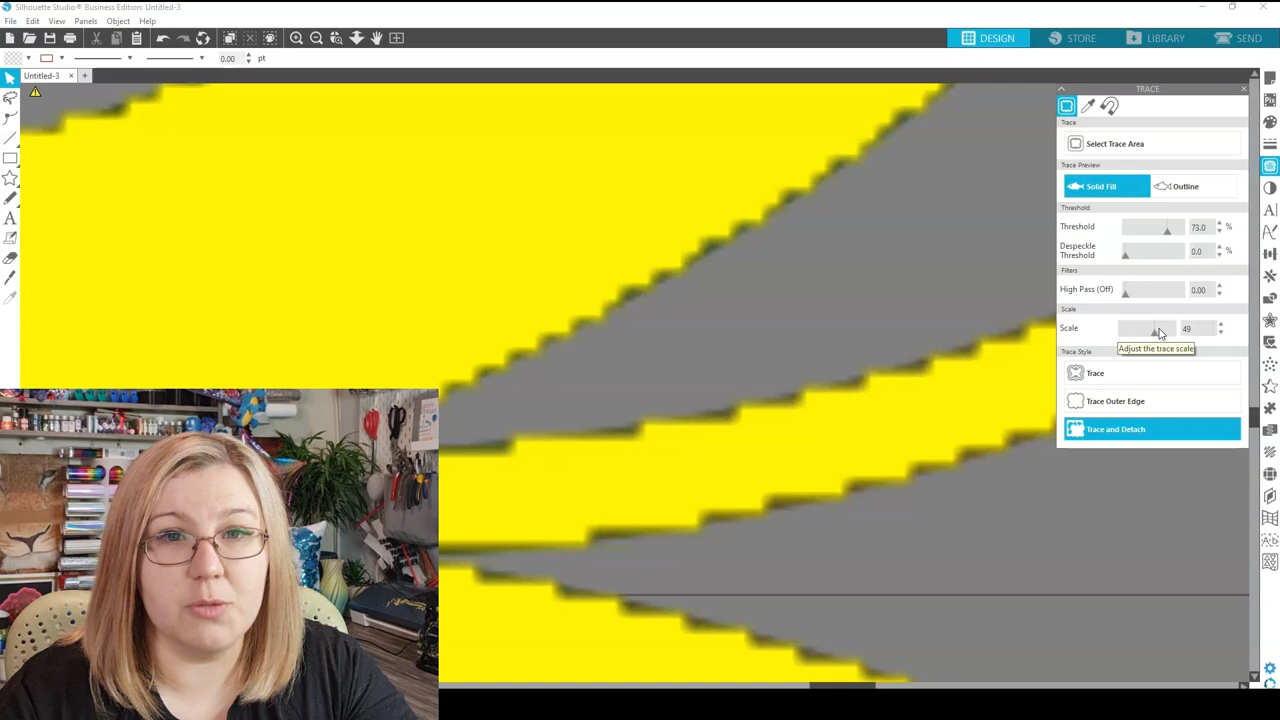 Silhouette Studio® Business Edition: Untitled-3
File Edit View Panels Object Help
DESIGN STORE LIBRARY SEND
0.00 pt
Untitled-3 × +
TRACE
Trace
Select Trace Area
Trace Preview
Solid Fill Outline
Threshold
Threshold 73.0 %
Despeckle
Threshold 0.0 %
Filters
High Pass (Off) 0.00
Scale
Scale 49
Adjust the trace scale
Trace Style
Trace
Trace Outer Edge
Trace and Detach